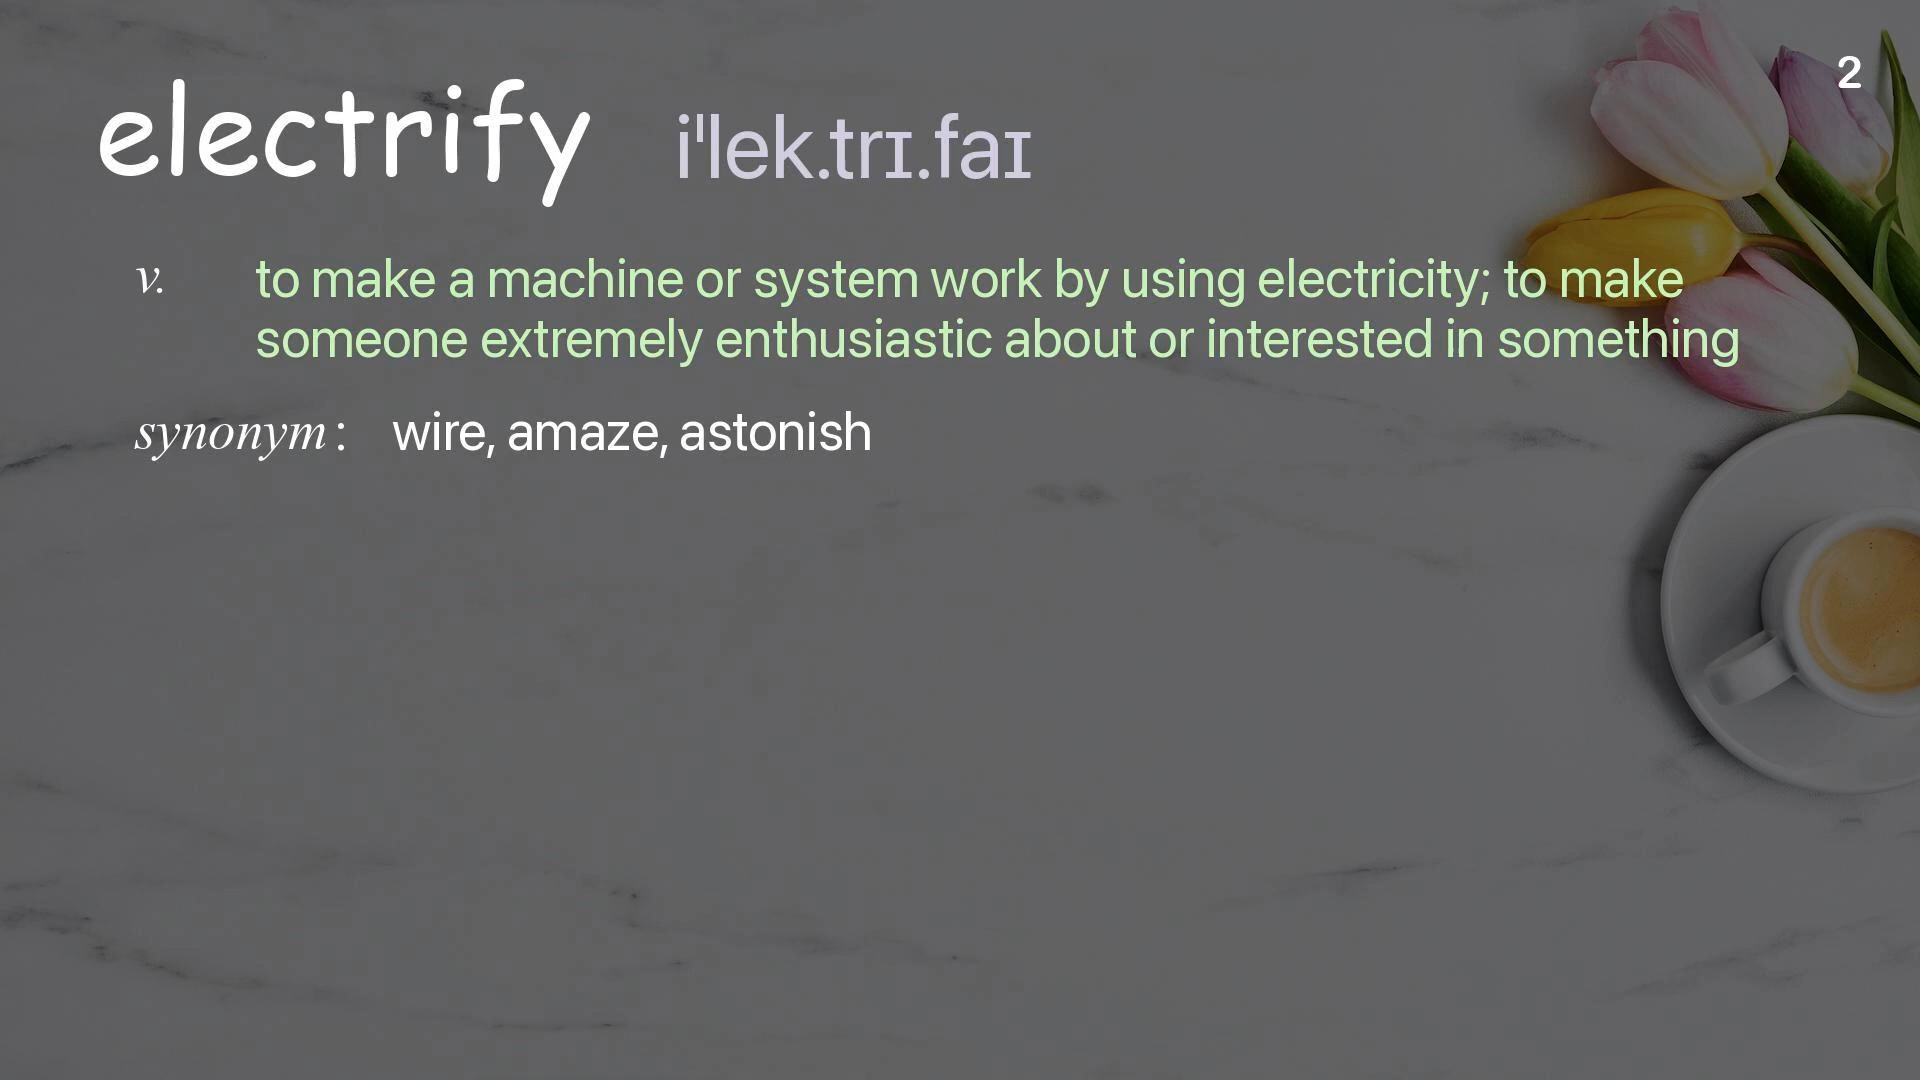 2
electrify iˈlek.trɪ.faɪ
v. to make a machine or system work by using electricity; to make
someone extremely enthusiastic about or interested in something
synonym: wire, amaze, astonish